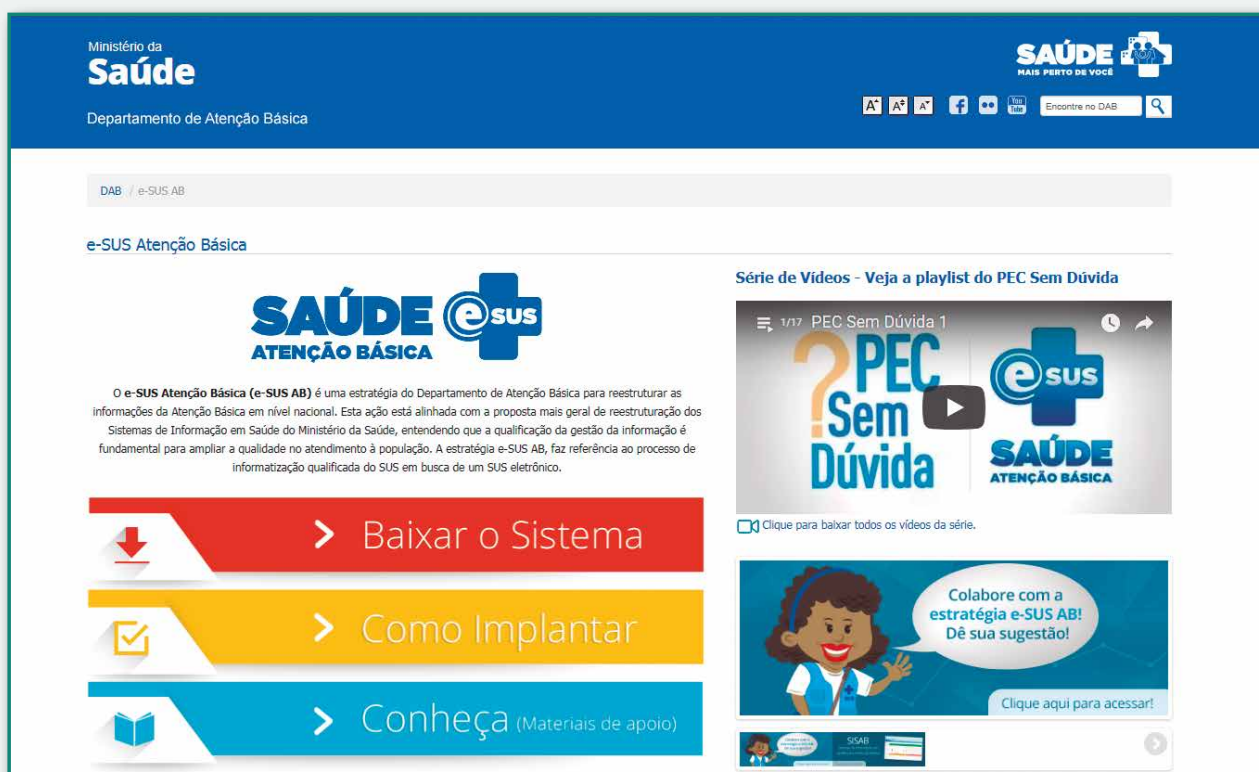 Ministério da
Saúde
Departamento de Atenção Básica
SAÚDE
MAIS PERTO DE VOCÊ
A+ A A
You
Tube
Encontre no DAB
DAB / e-SUS AB
e-SUS Atenção Básica
SAÚDE
ATENÇÃO BÁSICA
e sus
O e-SUS Atenção Básica (e-SUS AB) é uma estratégia do Departamento de Atenção Básica para reestruturar as
informações da Atenção Básica em nível nacional. Esta ação está alinhada com a proposta mais geral de reestruturação dos
Sistemas de Informação em Saúde do Ministério da Saúde, entendendo que a qualificação da gestão da informação é
fundamental para ampliar a qualidade no atendimento à população. A estratégia e-SUS AB, faz referência ao processo de
informatização qualificada do SUS em busca de um SUS eletrônico.
Baixar o Sistema
Como Implantar
Conheça (Materiais de apoio)
Série de Vídeos - Veja a playlist do PEC Sem Dúvida
1/17 PEC Sem Dúvida 1
?PEC
Sem
Dúvida
e sus
SAÚDE
ATENÇÃO BÁSICA
Clique para baixar todos os vídeos da série.
Colabore com a
estratégia e-SUS AB!
Dê sua sugestão!
Clique aqui para acessar!
SISAB